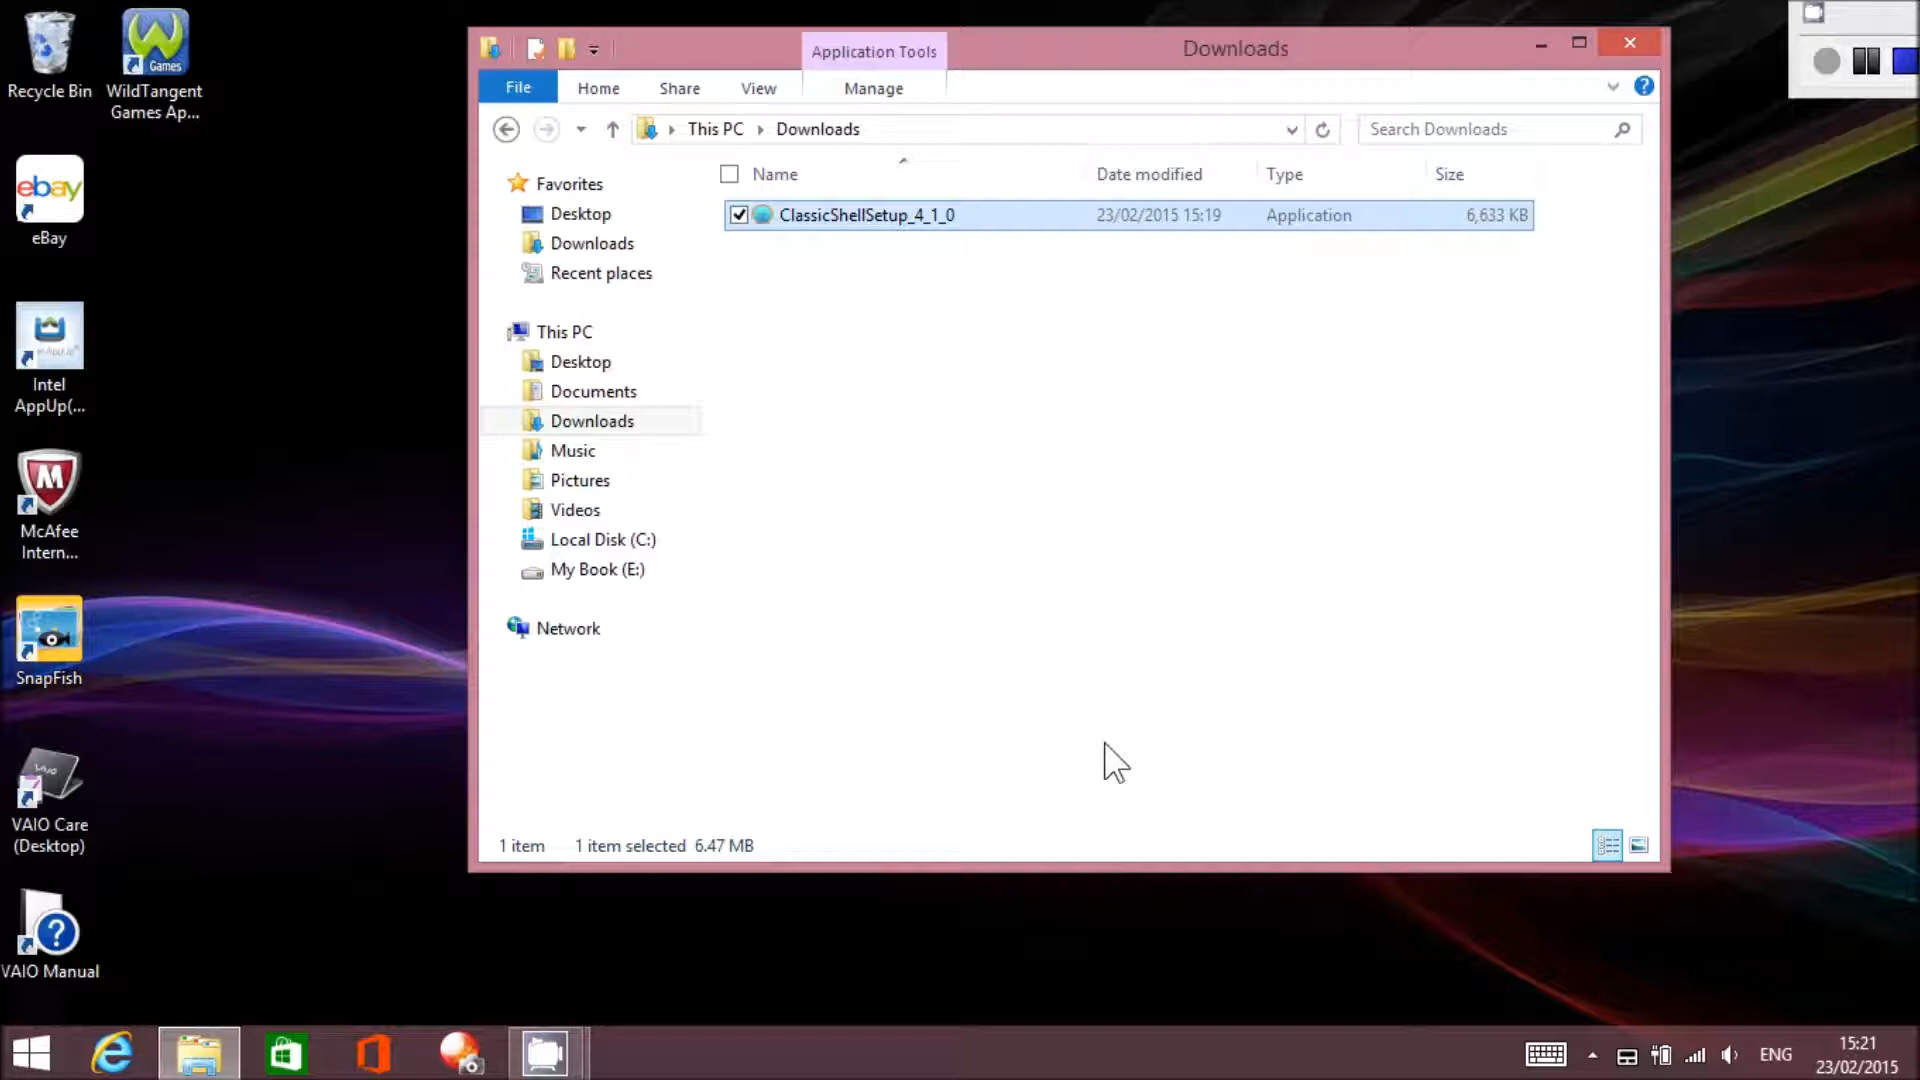 Recycle Bin
WildTangent
Games Ap...
Games
ebay
eBay
Intel
AppUp(...
McAfee
Intern...
SnapFish
VAIO Care
(Desktop)
VAIO Manual
Application Tools
Downloads
File
Home
Share
View
Manage
This PC
Downloads
Search Downloads
Name
Date modified
Type
Size
ClassicShellSetup_4_1_0
23/02/2015 15:19
Application
6,633 KB
Favorites
Desktop
Downloads
Recent places
This PC
Desktop
Documents
Downloads
Music
Pictures
Videos
Local Disk (C:)
My Book (E:)
Network
1 item
1 item selected 6.47 MB
ENG
15:21
23/02/2015